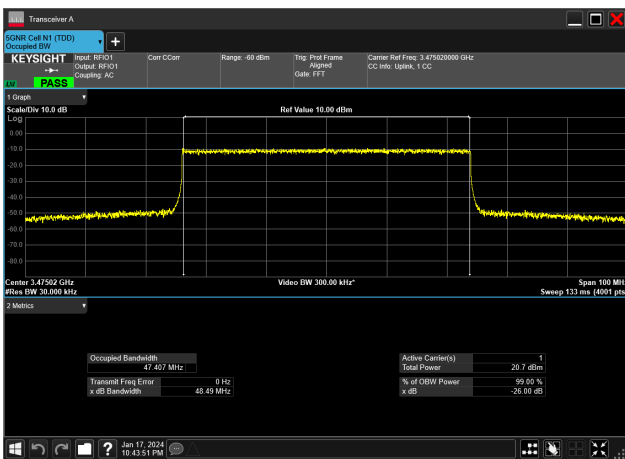 Transceiver A
5GNR Cell N1 (TDD)
Occupied BW
KEYSIGHT
PASS
Input: RFIO1
Output: RFIO1
Coupling: AC
Corr CCorr
Range: -60 dBm
Trig: Prot Frame
Aligned
Gate: FFT
Carrier Ref Freq: 3.475020000 GHz
CC Info: Uplink, 1 CC
1 Graph
Scale/Div 10.0 dB
Ref Value 10.00 dBm
Log
0.00
-10.0
-20.0
-30.0
-40.0
-50.0
-60.0
-70.0
-80.0
Center 3.47502 GHz
Video BW 300.00 kHz*
Span 100 MHz
#Res BW 30.000 kHz
Sweep 133 ms (4001 pts
2 Metrics
Occupied Bandwidth
47.407 MHz
Active Carrier(s) 1
Total Power 20.7 dBm
Transmit Freq Error 0 Hz
x dB Bandwidth 48.49 MHz
% of OBW Power 99.00 %
x dB -26.00 dB
Jan 17, 2024
10:43:51 PM